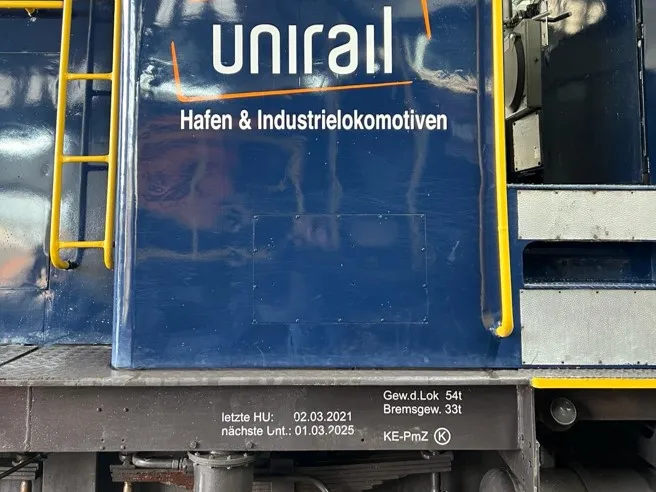 unirail
Hafen & Industrielokomotiven
letzte HU: 02.03.2021
nächste Unt.: 01.03.2025
Gew.d.Lok 54t
Bremsgew. 33t
KE-PmZ K